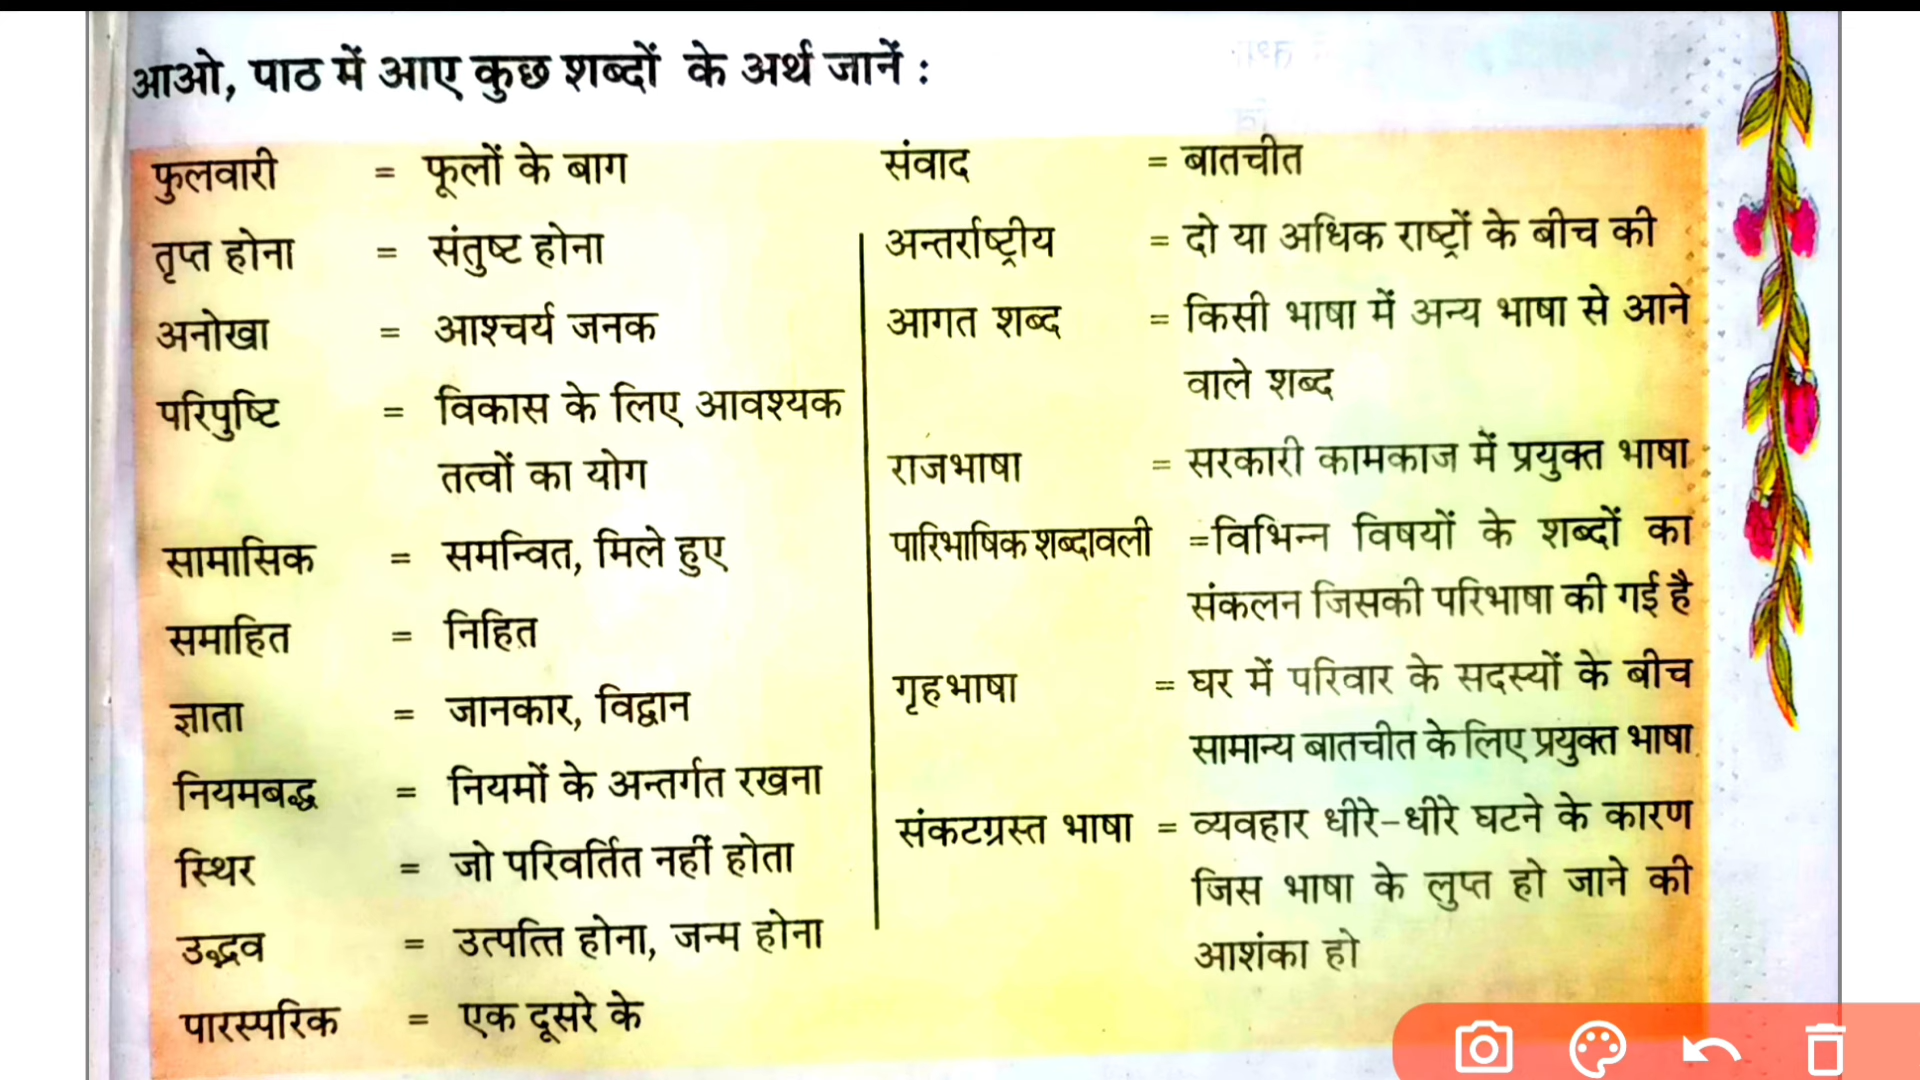 आओ, पाठ में आए कुछ शब्दों के अर्थ जानें :
फुलवारी = फूलों के बाग
तृप्त होना = संतुष्ट होना
अनोखा = आश्चर्य जनक
परिपुष्टि = विकास के लिए आवश्यक
तत्वों का योग
सामासिक = समन्वित, मिले हुए
समाहित = निहित
ज्ञाता = जानकार, विद्वान
नियमबद्ध = नियमों के अन्तर्गत रखना
स्थिर = जो परिवर्तित नहीं होता
उद्भव = उत्पत्ति होना, जन्म होना
पारस्परिक = एक दूसरे के
संवाद = बातचीत
अन्तर्राष्ट्रीय = दो या अधिक राष्ट्रों के बीच की
आगत शब्द = किसी भाषा में अन्य भाषा से आने
वाले शब्द
राजभाषा = सरकारी कामकाज में प्रयुक्त भाषा
पारिभाषिक शब्दावली =विभिन्न विषयों के शब्दों का
संकलन जिसकी परिभाषा की गई है
गृहभाषा = घर में परिवार के सदस्यों के बीच
सामान्य बातचीत के लिए प्रयुक्त भाषा
संकटग्रस्त भाषा = व्यवहार धीरे-धीरे घटने के कारण
जिस भाषा के लुप्त हो जाने की
आशंका हो